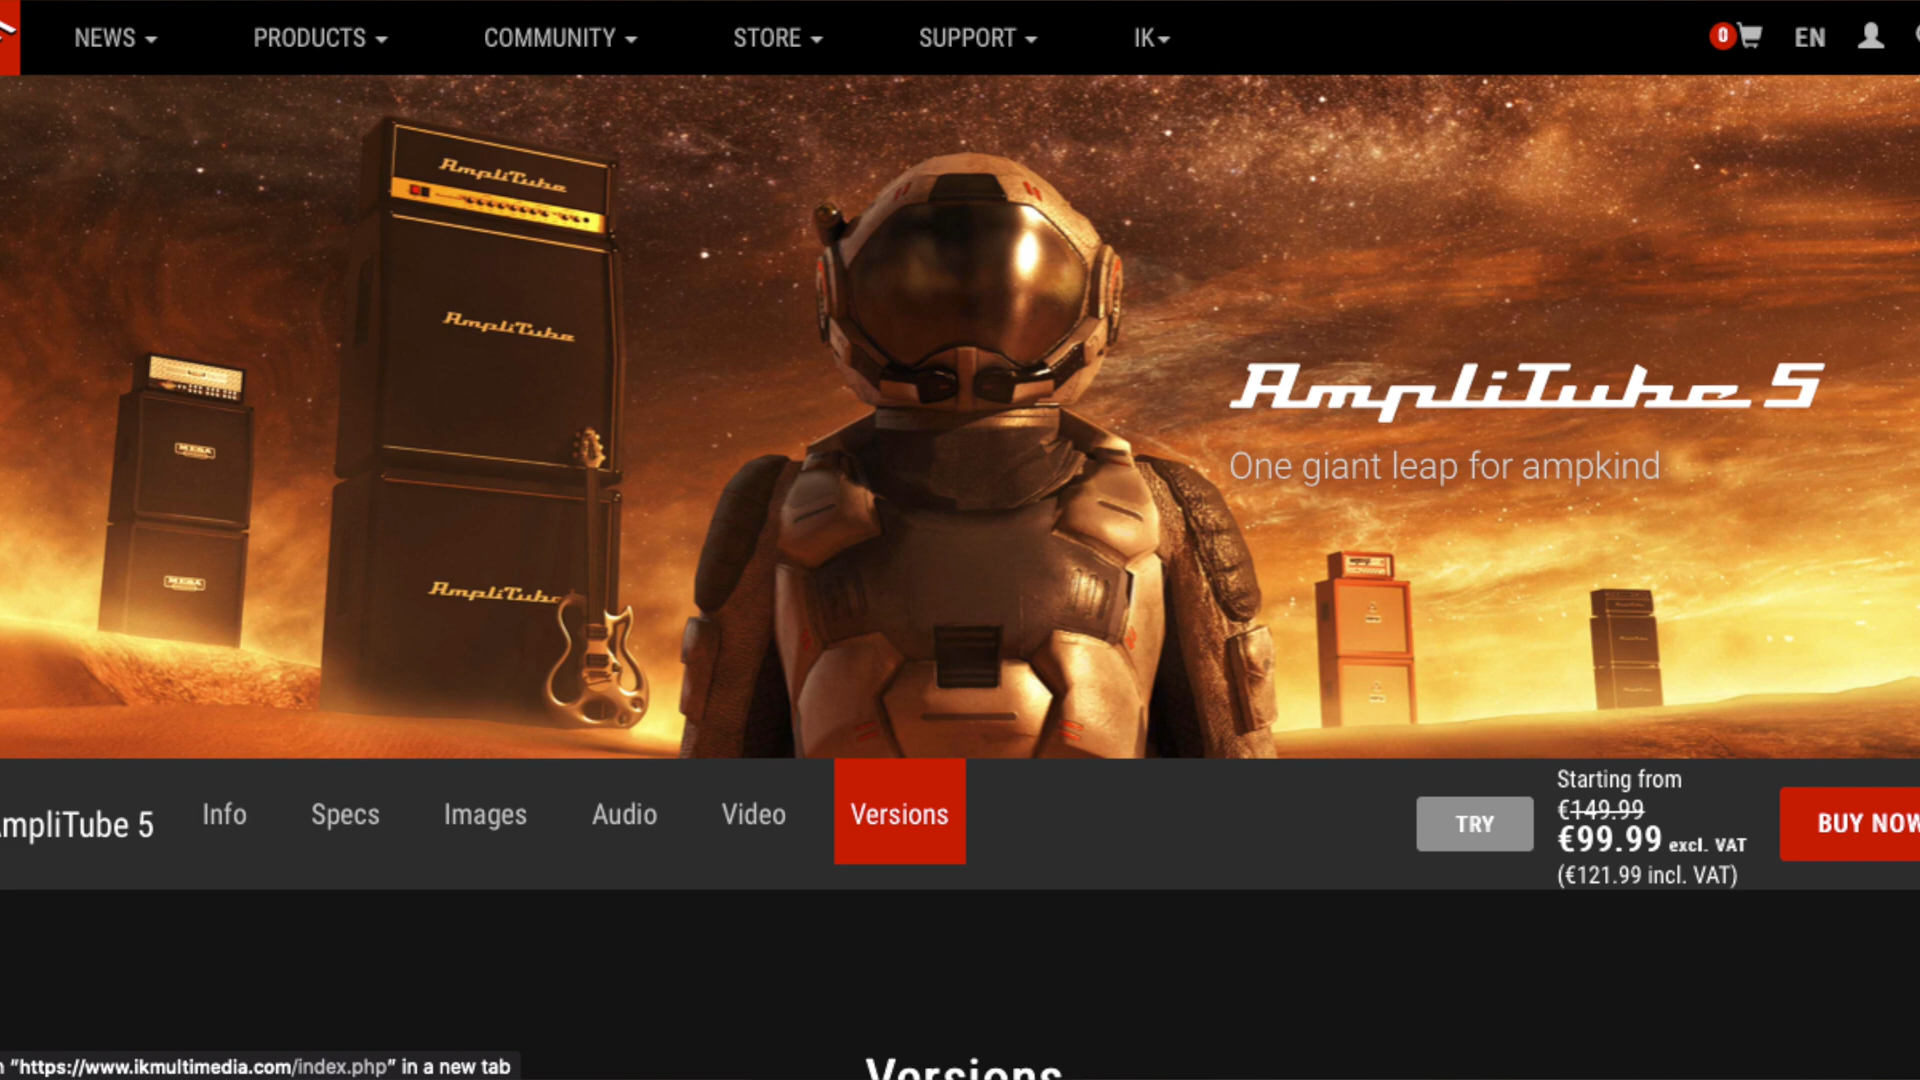 NEWS
PRODUCTS
COMMUNITY
STORE
SUPPORT
IK
0
EN
AmpliTube
AmpliTube
AmpliTube
MESA
MESA
AmpliTube 5
One giant leap for ampkind
mpliTube 5
Info
Specs
Images
Audio
Video
Versions
TRY
Starting from
€149.99
€99.99 excl. VAT
(€121.99 incl. VAT)
BUY NOW
"https://www.ikmultimedia.com/index.php" in a new tab
Versions